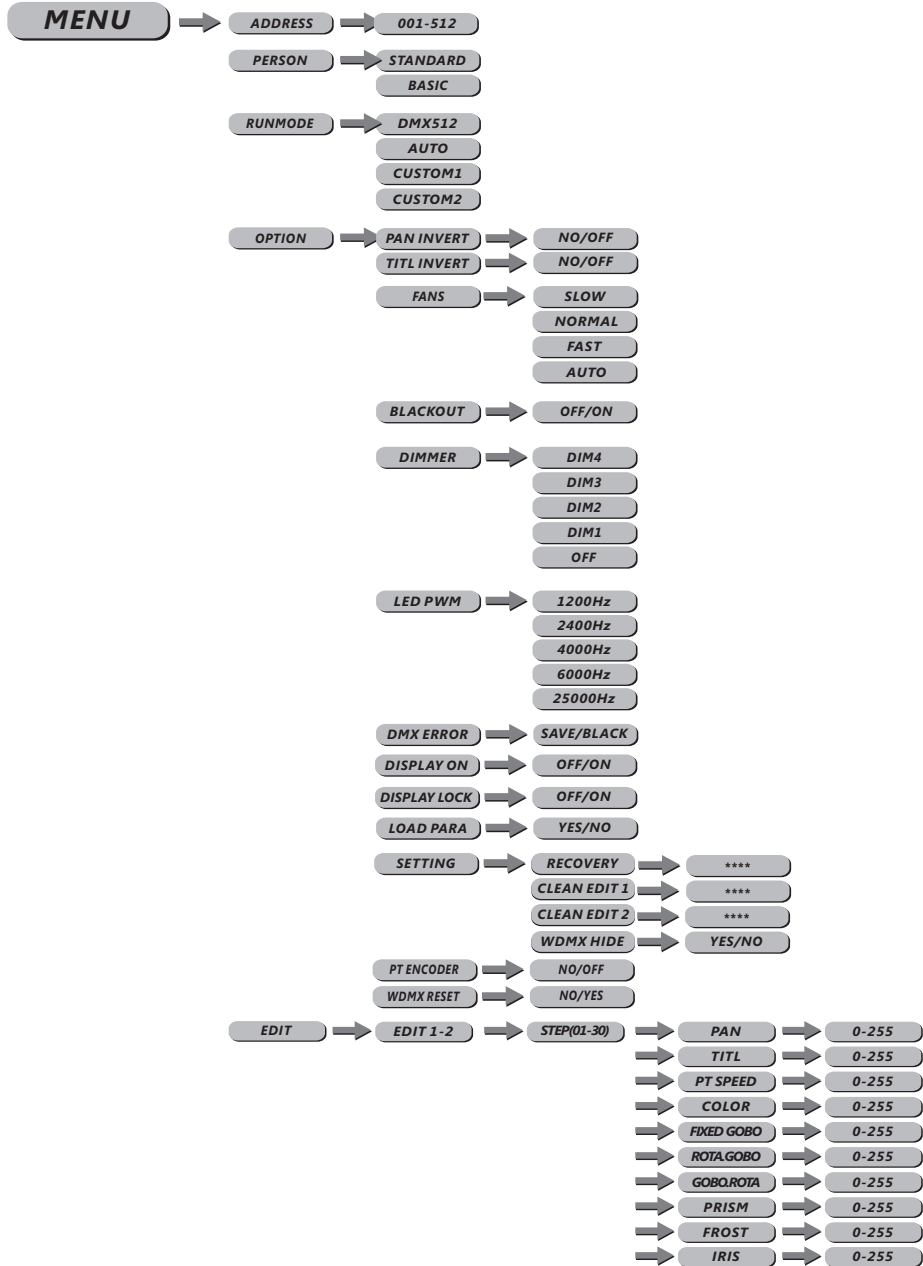 MENU ADDRESS 001-512
PERSON STANDARD
BASIC
RUNMODE DMX512
AUTO
CUSTOM1
CUSTOM2
OPTION PAN INVERT NO/OFF
TITL INVERT NO/OFF
FANS SLOW
NORMAL
FAST
AUTO
BLACKOUT OFF/ON
DIMMER DIM4
DIM3
DIM2
DIM1
OFF
LED PWM 1200Hz
2400Hz
4000Hz
6000Hz
25000Hz
DMX ERROR SAVE/BLACK
DISPLAY ON OFF/ON
DISPLAY LOCK OFF/ON
LOAD PARA YES/NO
SETTING RECOVERY ****
CLEAN EDIT 1 ****
CLEAN EDIT 2 ****
WDMX HIDE YES/NO
PT ENCODER NO/OFF
WDMX RESET NO/YES
EDIT EDIT 1-2 STEP(01-30) PAN 0-255
TITL 0-255
PT SPEED 0-255
COLOR 0-255
FIXED GOBO 0-255
ROTA.GOBO 0-255
GOBO.ROTA 0-255
PRISM 0-255
FROST 0-255
IRIS 0-255